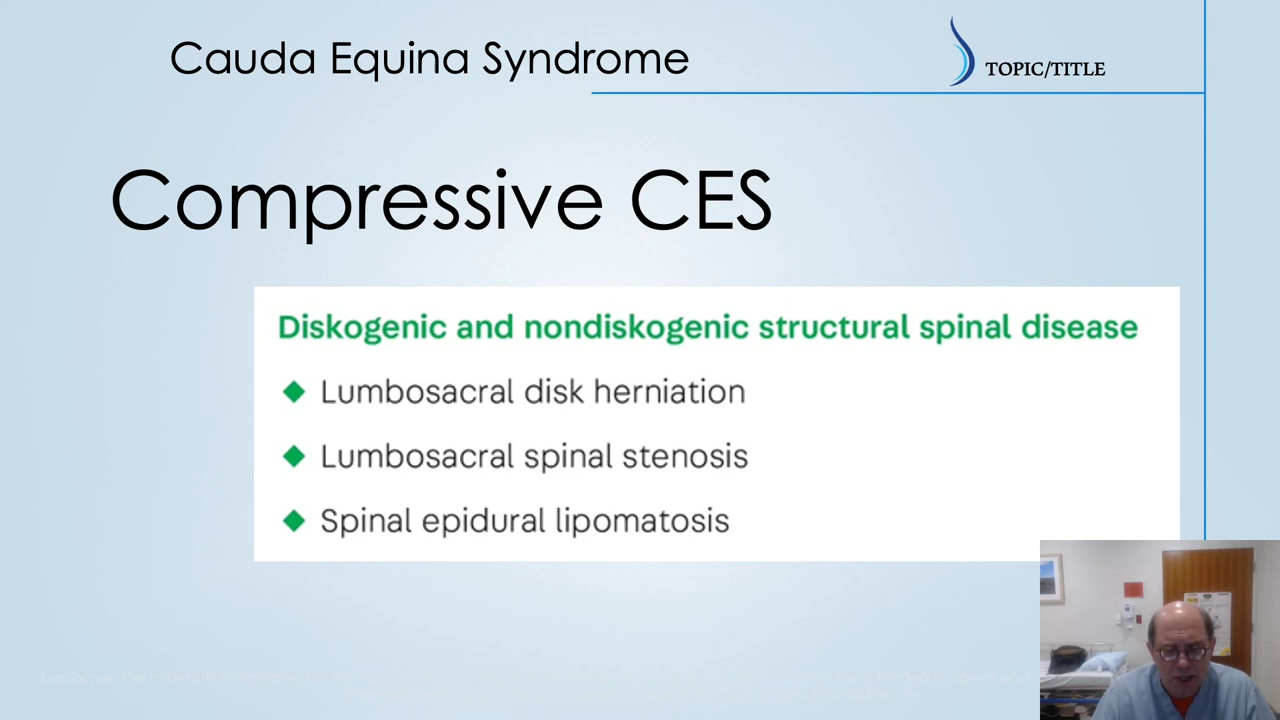 Cauda Equina Syndrome
TOPIC/TITLE
Compressive CES
Diskogenic and nondiskogenic structural spinal disease
◆ Lumbosacral disk herniation
◆ Lumbosacral spinal stenosis
◆ Spinal epidural lipomatosis